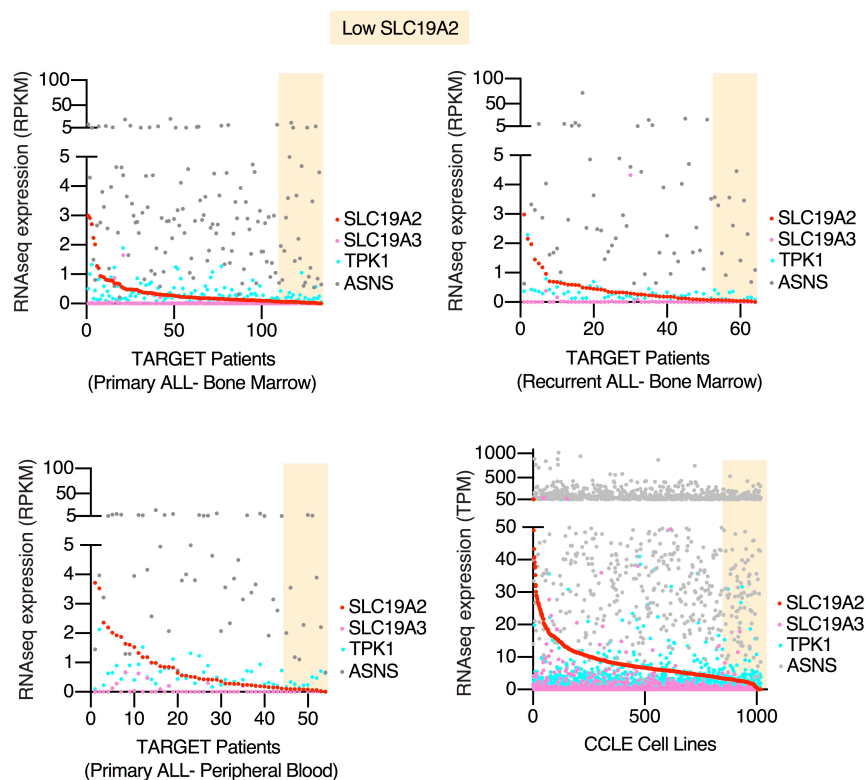 Low SLC19A2
RNAseq expression (RPKM)
100
50
5
5
4
3
2
1
0
0
50
100
TARGET Patients
(Primary ALL- Bone Marrow)
SLC19A2
SLC19A3
TPK1
ASNS
RNAseq expression (RPKM)
100
50
5
5
4
3
2
1
0
0
20
40
60
TARGET Patients
(Recurrent ALL- Bone Marrow)
SLC19A2
SLC19A3
TPK1
ASNS
RNAseq expression (RPKM)
100
50
5
5
4
3
2
1
0
0
10
20
30
40
50
TARGET Patients
(Primary ALL- Peripheral Blood)
SLC19A2
SLC19A3
TPK1
ASNS
RNAseq expression (TPM)
1000
500
50
50
40
30
20
10
0
0
500
1000
CCLE Cell Lines
SLC19A2
SLC19A3
TPK1
ASNS